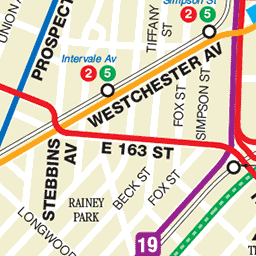 Simpson St
2 5
UNION A
PROSPECT
TIFFANY ST
Intervale Av
2 5
WESTCHESTER AV
FOX ST
SIMPSON ST
STEBBINS AV
E 163 ST
BECK ST
FOX ST
RAINEY
PARK
LONGWOOD
19